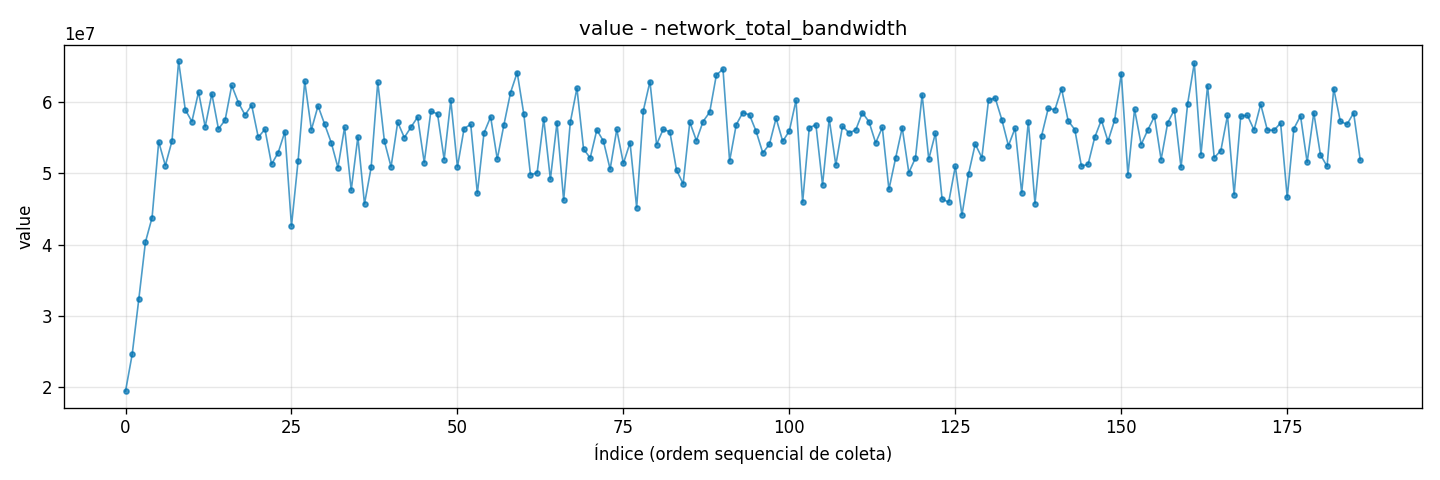 value - network_total_bandwidth
1e7
6
5
4
3
2
value
0 25 50 75 100 125 150 175
Índice (ordem sequencial de coleta)